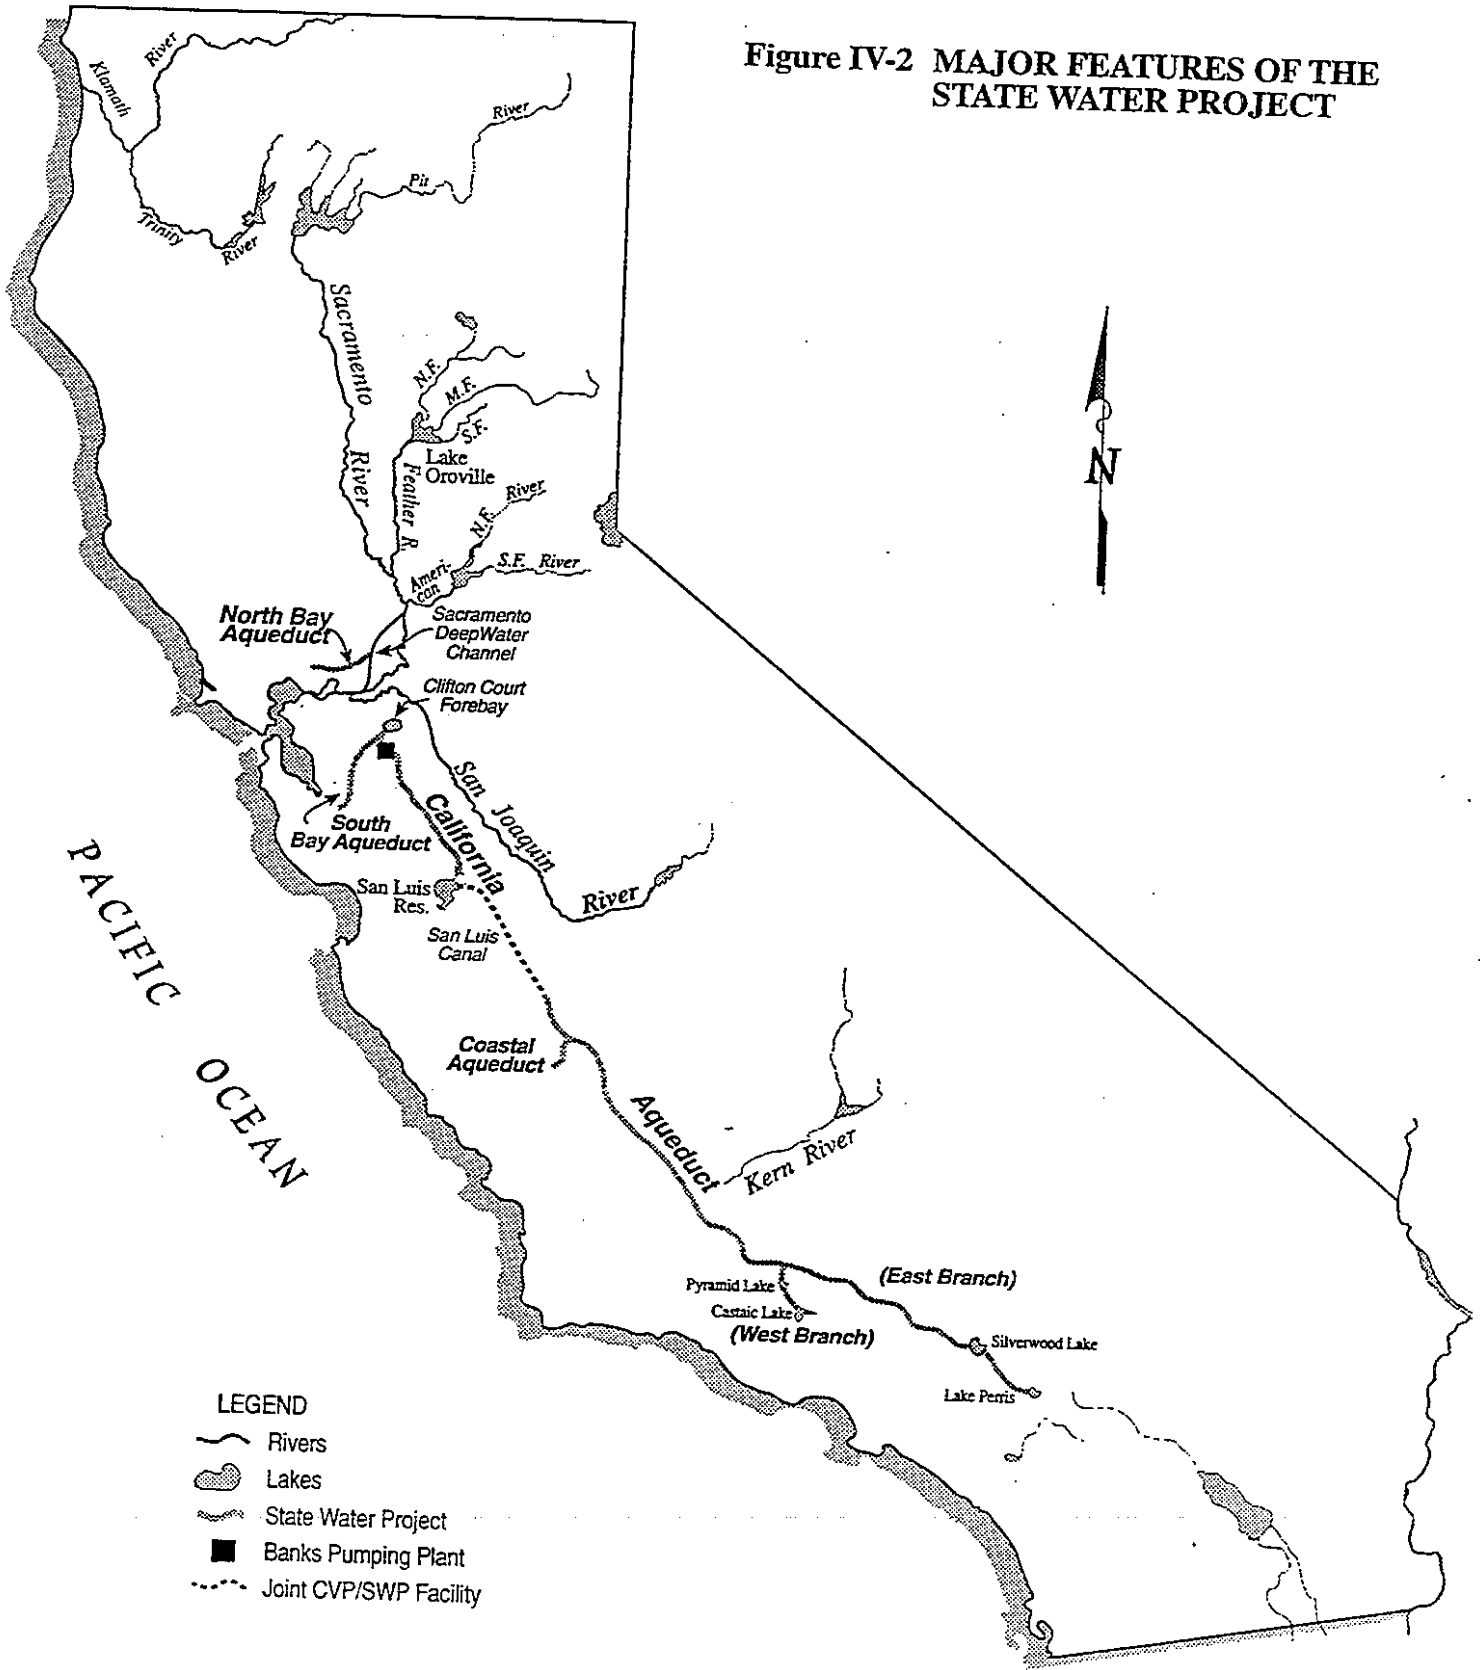 Figure IV-2 MAJOR FEATURES OF THE
STATE WATER PROJECT
Klamath
River
River
Pit
Trinity
River
Sacramento
River
N.F.
M.F.
S.F.
Lake
Oroville
Feather R.
River
N.F.
S.F. River
Ameri-
can
N
North Bay
Aqueduct
Sacramento
DeepWater
Channel
Clifton Court
Forebay
San Joaquin
River
California
South
Bay Aqueduct
San Luis
Res.
San Luis
Canal
PACIFIC
OCEAN
Coastal
Aqueduct
Aqueduct
Kern River
(East Branch)
Pyramid Lake
Castaic Lake
(West Branch)
Silverwood Lake
Lake Perris
LEGEND
Rivers
Lakes
State Water Project
Banks Pumping Plant
Joint CVP/SWP Facility